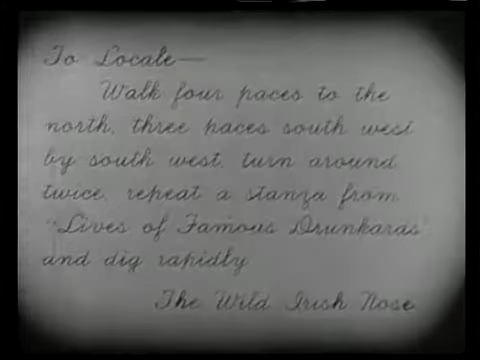 To Locale—
Walk four paces to the
north, three paces south west
by south west, turn around
twice, repeat a stanza from
"Lives of Famous Drunkards"
and dig rapidly
The Wild Irish Nose